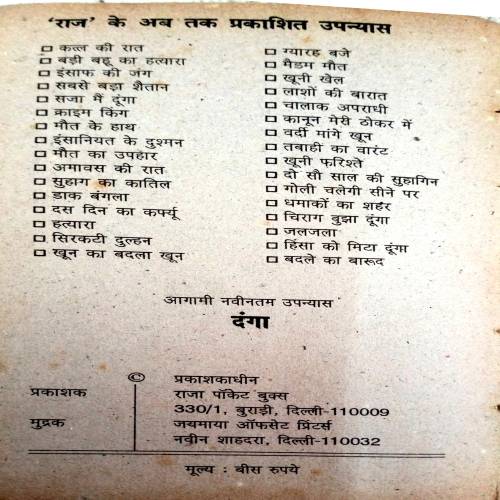 'राज' के अब तक प्रकाशित उपन्यास
□ कत्ल की रात
□ बड़ी बहू का हत्यारा
□ इंसाफ की जंग
□ सबसे बड़ा शैतान
□ सजा मैं दूंगा
□ क्राइम किंग
□ मौत के हाथ
□ इंसानियत के दुश्मन
□ मौत का उपहार
□ अमावस की रात
□ सुहाग का कातिल
□ डाक बंगला
□ दस दिन का कर्फ्यू
□ हत्यारा
□ सिरकटी दुल्हन
□ खून का बदला खून
□ ग्यारह बजे
□ मैडम मौत
□ खूनी खेल
□ लाशों की बारात
□ चालाक अपराधी
□ कानून मेरी ठोकर में
□ वर्दी मांगे खून
□ तबाही का वारंट
□ खूनी फरिश्ते
□ दो सौ साल की सुहागिन
□ गोली चलेगी सीने पर
□ धमाकों का शहर
□ चिराग बुझा दूंगा
□ जलजला
□ हिंसा को मिटा दूंगा
□ बदले का बारूद
आगामी नवीनतम उपन्यास
दंगा
© प्रकाशकाधीन
प्रकाशक राजा पॉकेट बुक्स
330/1, बुराड़ी, दिल्ली-110009
मुद्रक जयमाया ऑफसेट प्रिंटर्स
नवीन शाहदरा, दिल्ली-110032
मूल्य : बीस रुपये